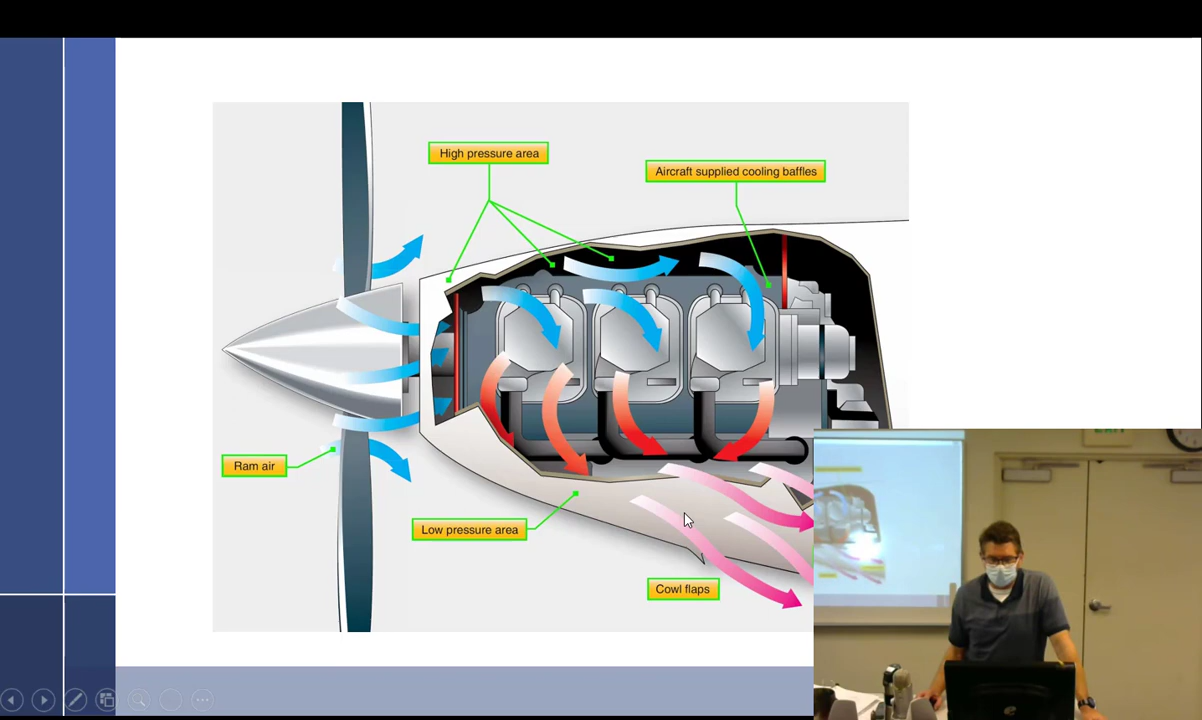 High pressure area
Aircraft supplied cooling baffles
Ram air
Low pressure area
Cowl flaps